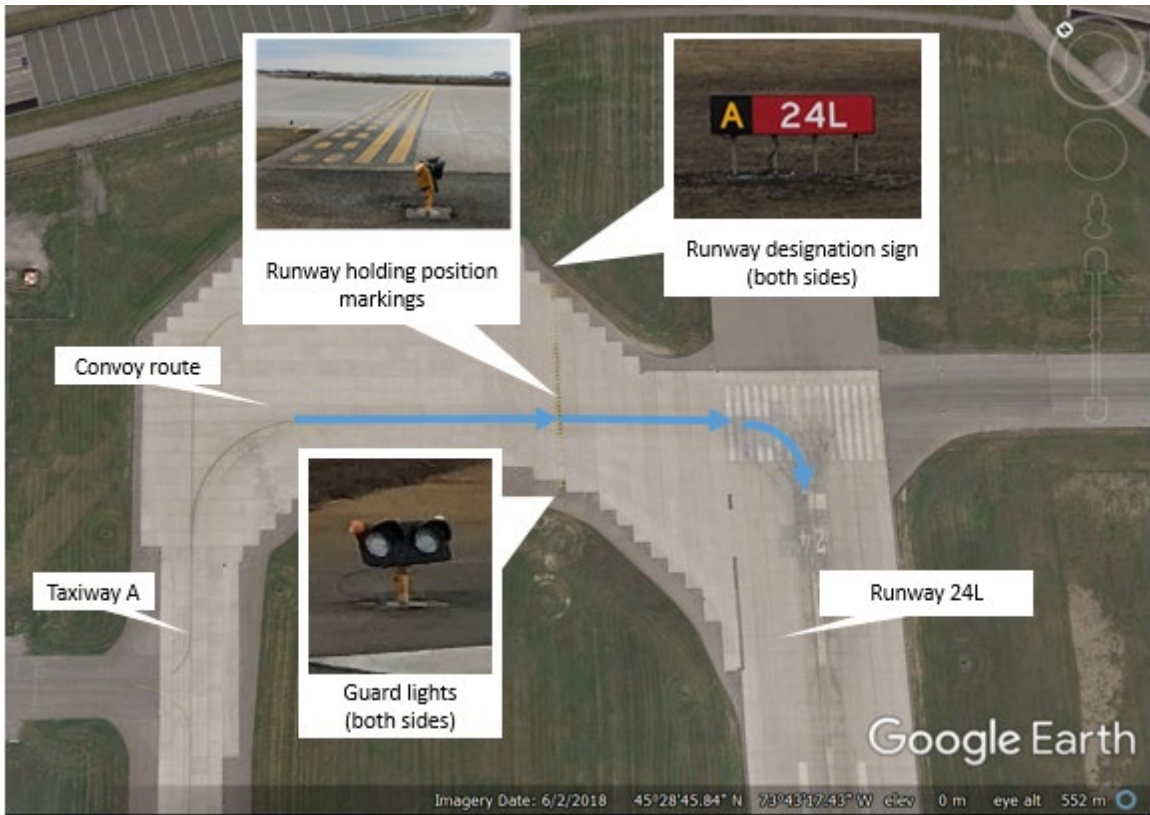 N
A 24L
Runway holding position
markings
Runway designation sign
(both sides)
Convoy route
Taxiway A
Guard lights
(both sides)
24
Runway 24L
Google Earth
Imagery Date: 6/2/2018 45°28'45.84" N 73°43'17.43" W elev 0 m eye alt 552 m